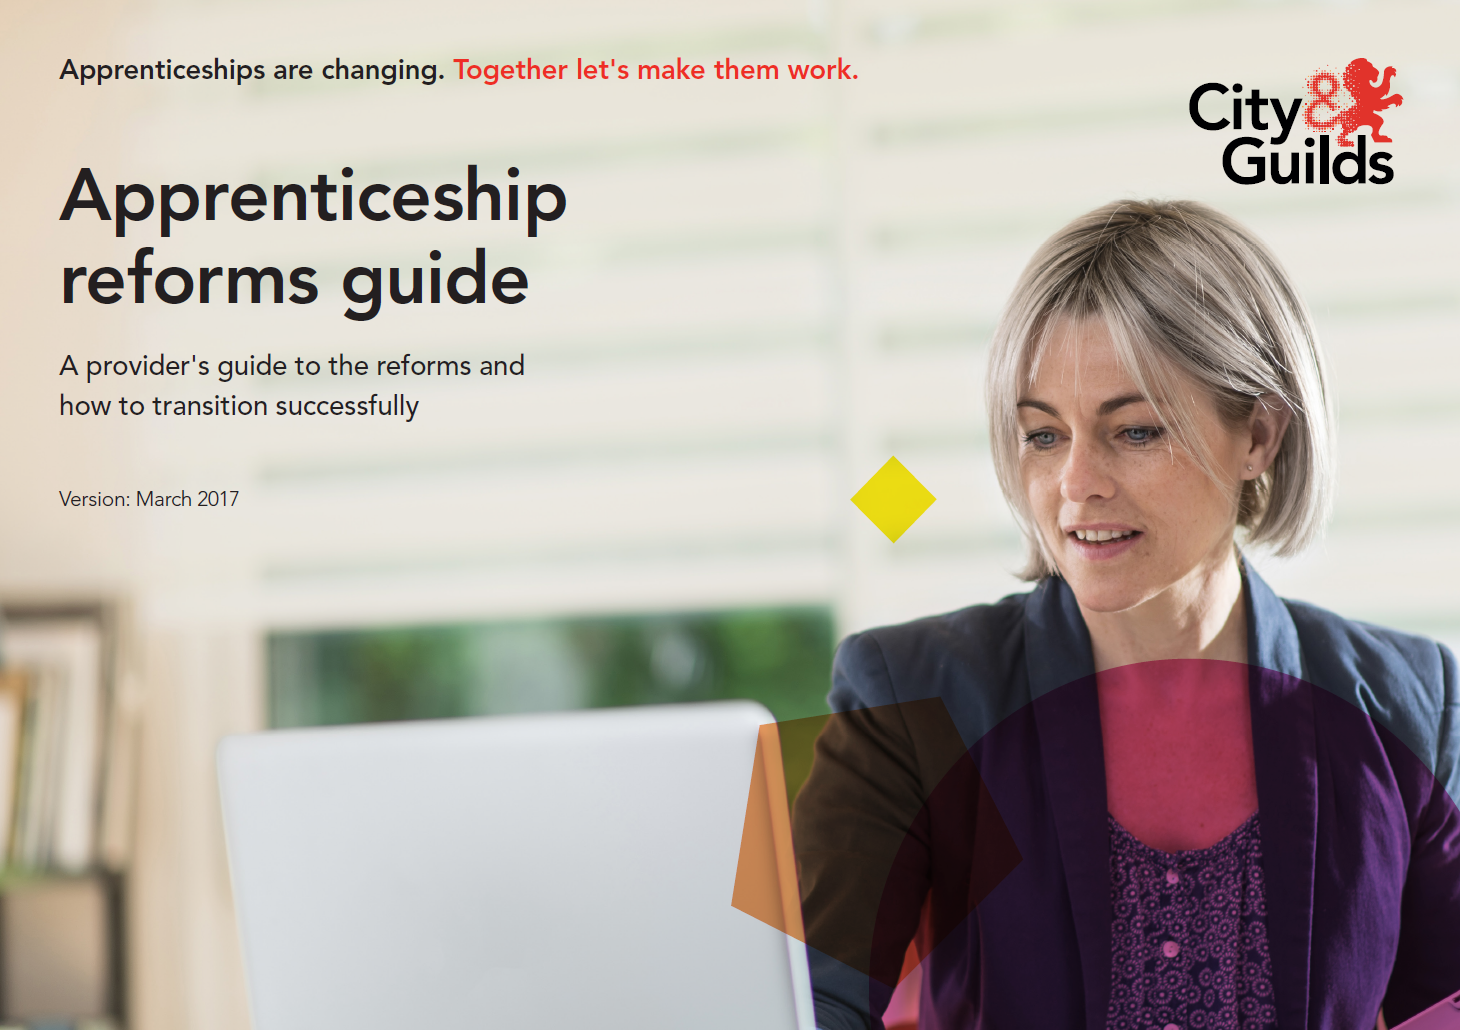 Apprenticeships are changing. Together let's make them work.
City & Guilds
Apprenticeship
reforms guide
A provider's guide to the reforms and
how to transition successfully
Version: March 2017